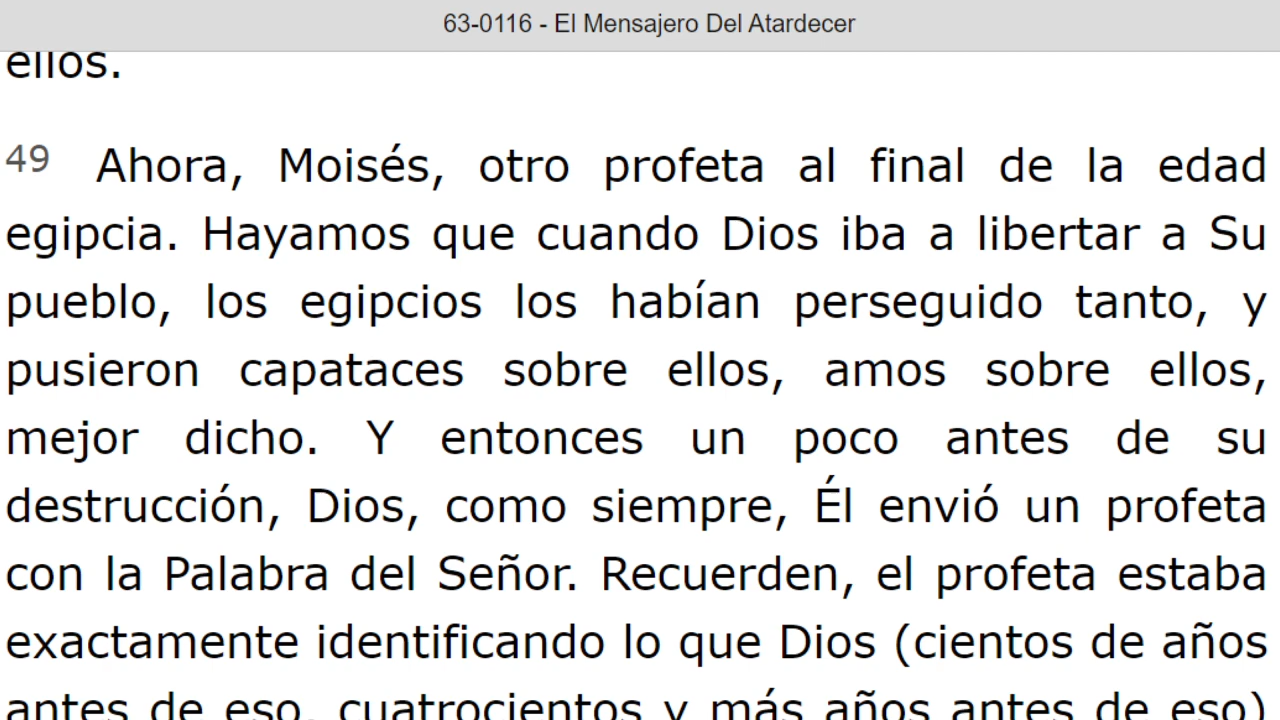 63-0116 - El Mensajero Del Atardecer
ellos.
49 Ahora, Moisés, otro profeta al final de la edad
egipcia. Hayamos que cuando Dios iba a libertar a Su
pueblo, los egipcios los habían perseguido tanto, y
pusieron capataces sobre ellos, amos sobre ellos,
mejor dicho. Y entonces un poco antes de su
destrucción, Dios, como siempre, Él envió un profeta
con la Palabra del Señor. Recuerden, el profeta estaba
exactamente identificando lo que Dios (cientos de años
antes de eso, cuatrocientos y más años antes de eso)